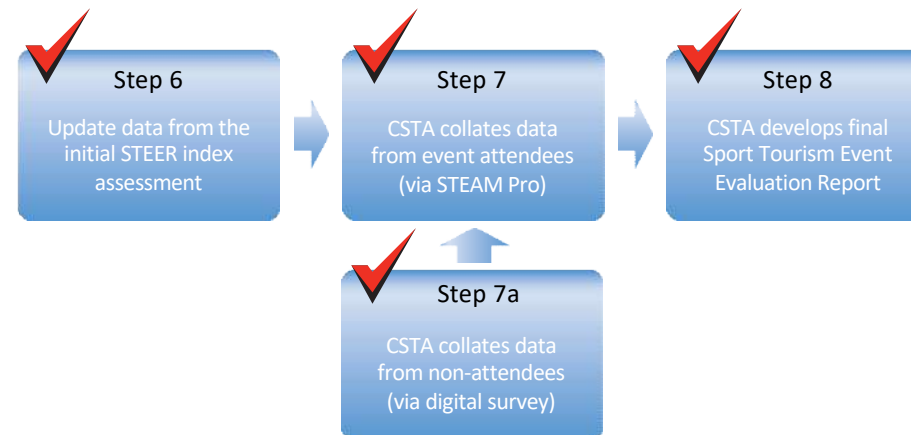 Step 6
Update data from the
initial STEER index
assessment
Step 7
CSTA collates data
from event attendees
(via STEAM Pro)
Step 8
CSTA develops final
Sport Tourism Event
Evaluation Report
Step 7a
CSTA collates data
from non-attendees
(via digital survey)